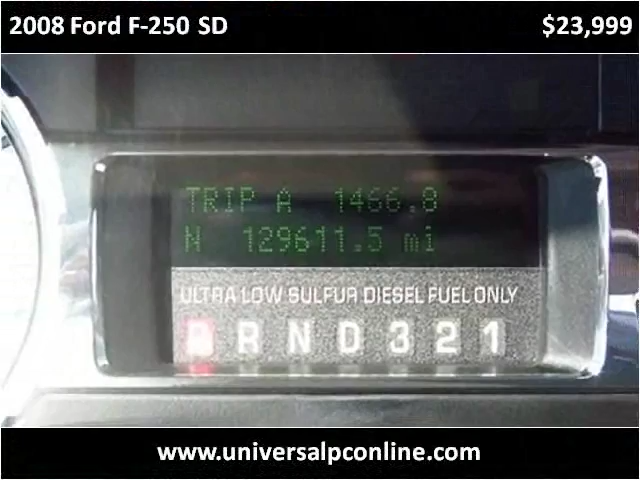 2008 Ford F-250 SD $23,999
TRIP A 1466.8
N 129611.5 mi
ULTRA LOW SULFUR DIESEL FUEL ONLY
P R N D 3 2 1
www.universalpconline.com